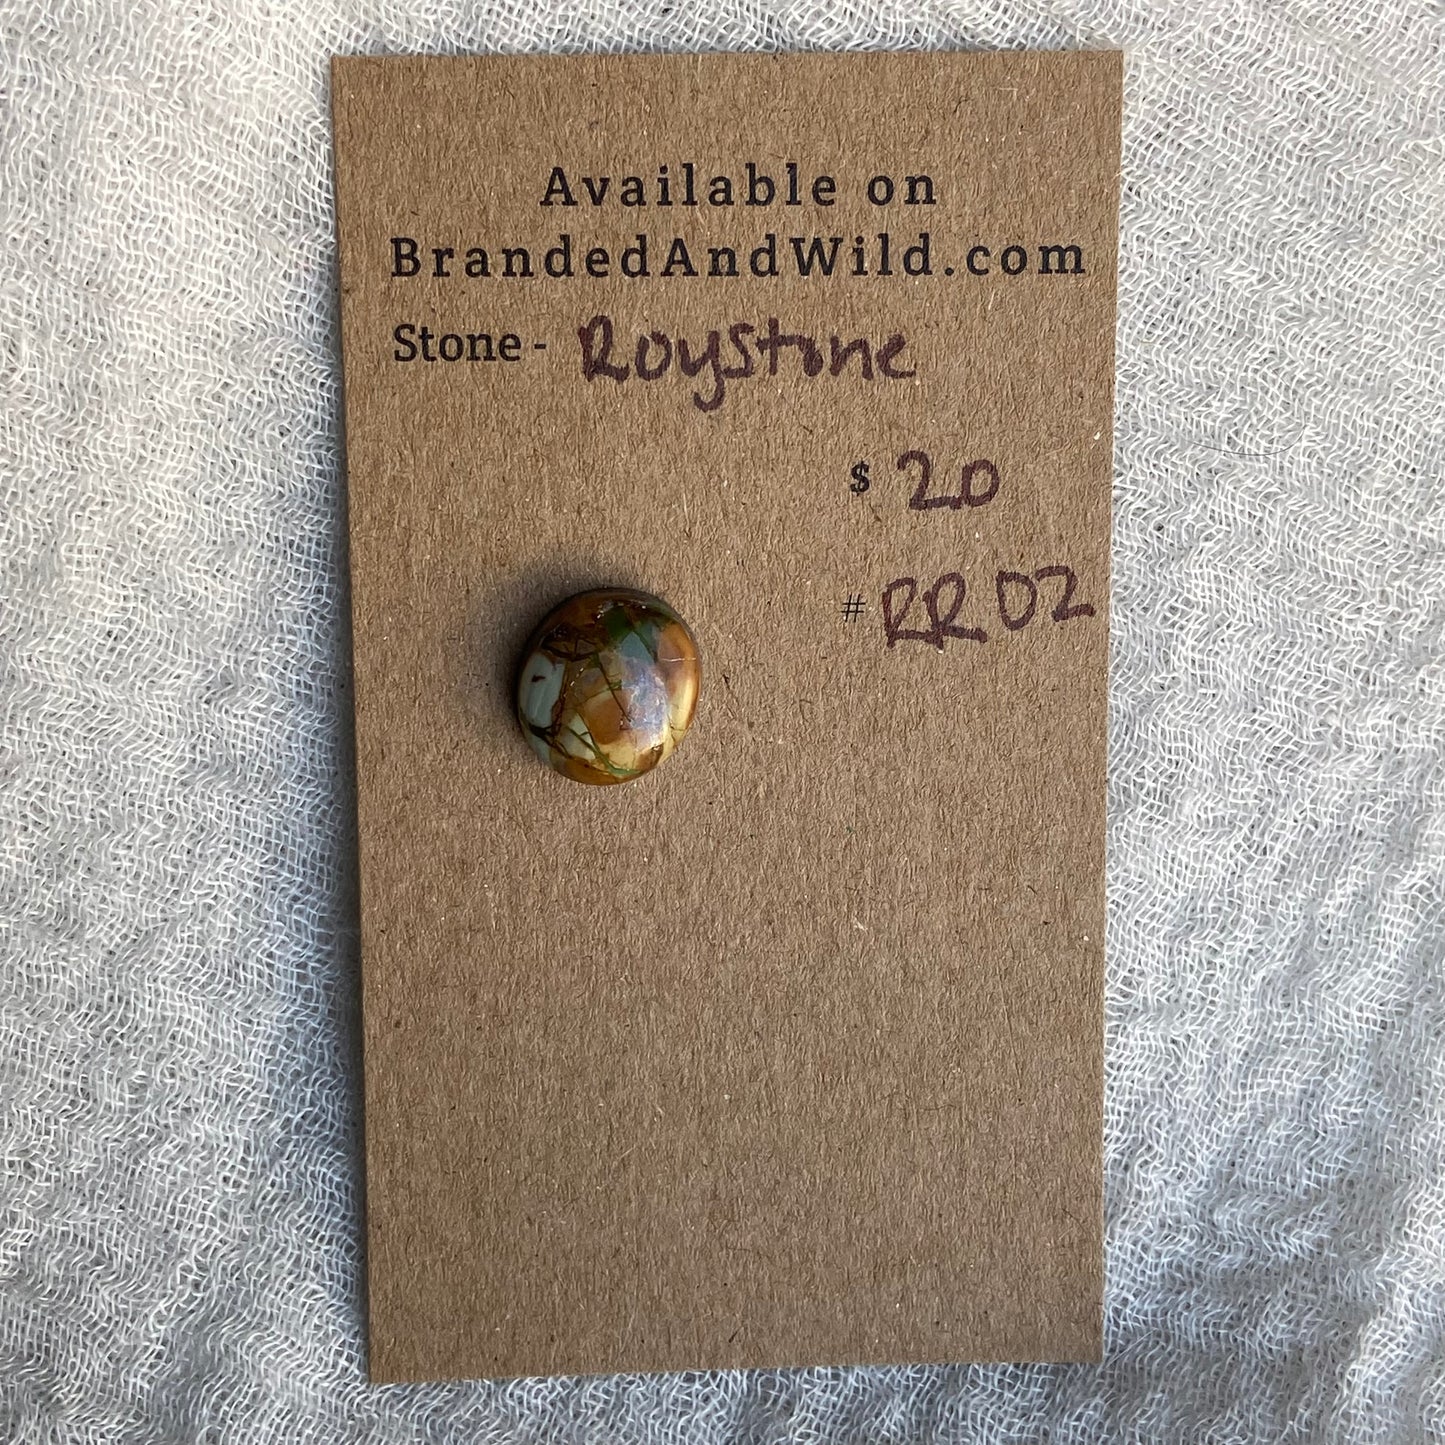 Available on
BrandedAndWild.com
Stone - Roystone
$ 20
# RR02